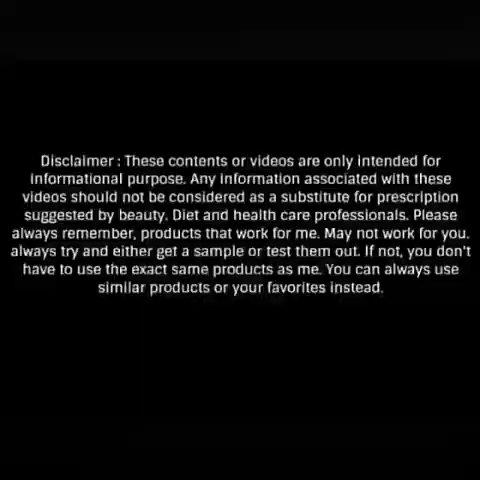 Disclaimer : These contents or videos are only intended for
informational purpose. Any information associated with these
videos should not be considered as a substitute for prescription
suggested by beauty. Diet and health care professionals. Please
always remember, products that work for me. May not work for you.
always try and either get a sample or test them out. If not, you don't
have to use the exact same products as me. You can always use
similar products or your favorites instead.